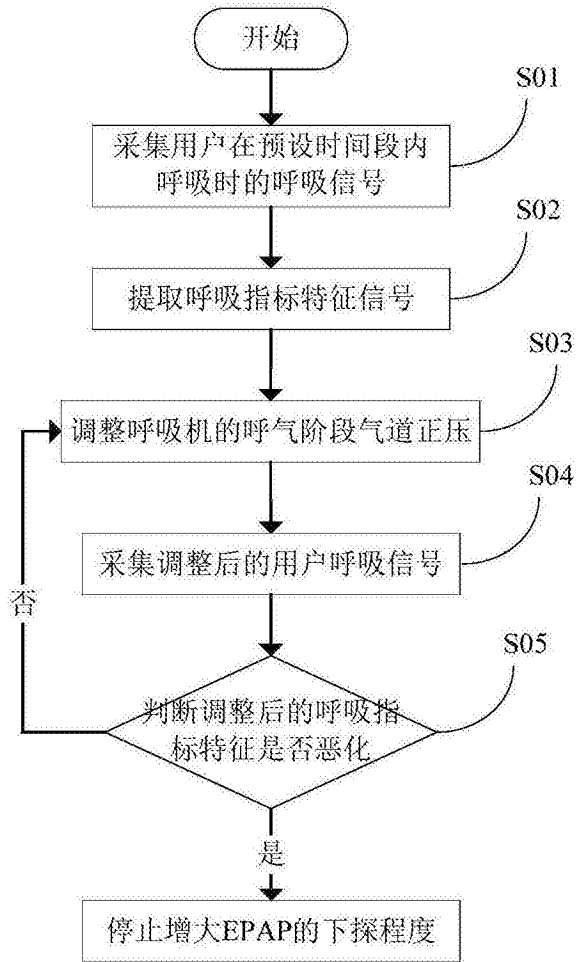 开始
S01
采集用户在预设时间段内
呼吸时的呼吸信号
S02
提取呼吸指标特征信号
S03
调整呼吸机的呼气阶段气道正压
S04
采集调整后的用户呼吸信号
否
S05
判断调整后的呼吸指
标特征是否恶化
是
停止增大EPAP的下探程度